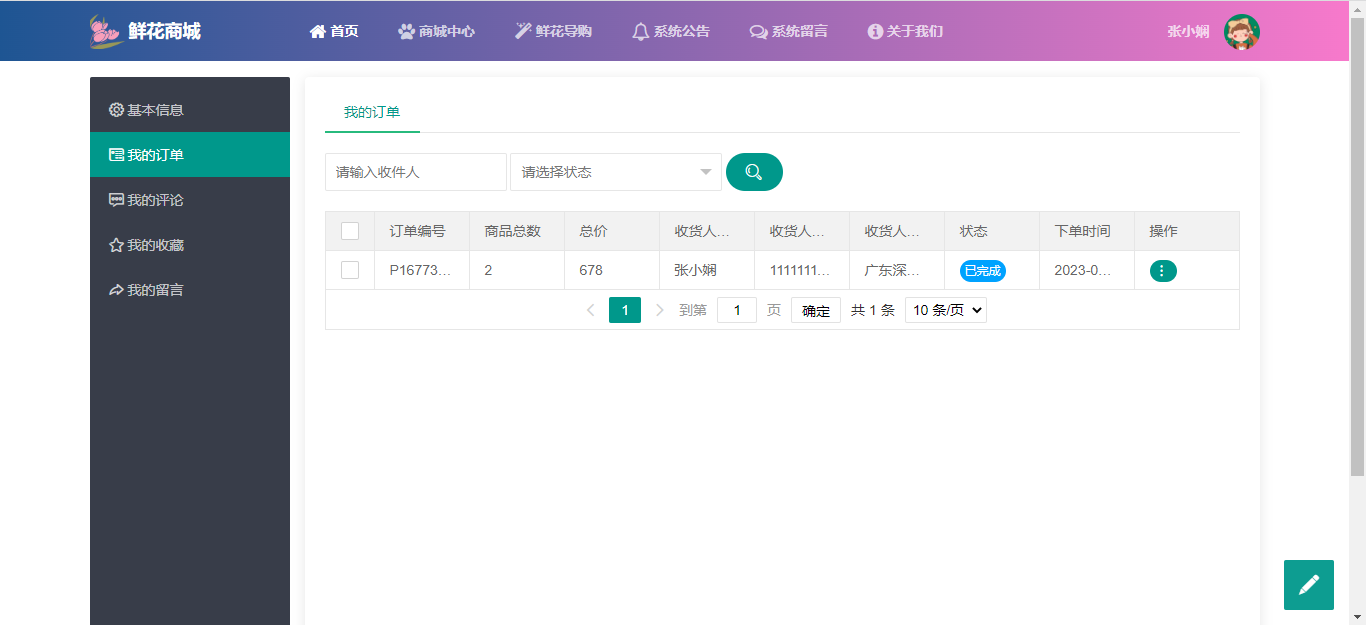 鲜花商城 首页 商城中心 鲜花导购 系统公告 系统留言 关于我们 张小娴
基本信息
我的订单
我的评论
我的收藏
我的留言
我的订单
请输入收件人 请选择状态
订单编号 商品总数 总价 收货人... 收货人... 收货人... 状态 下单时间 操作
P16773... 2 678 张小娴 1111111... 广东深... 已完成 2023-0...
1 到第 1 页 确定 共 1 条 10 条/页